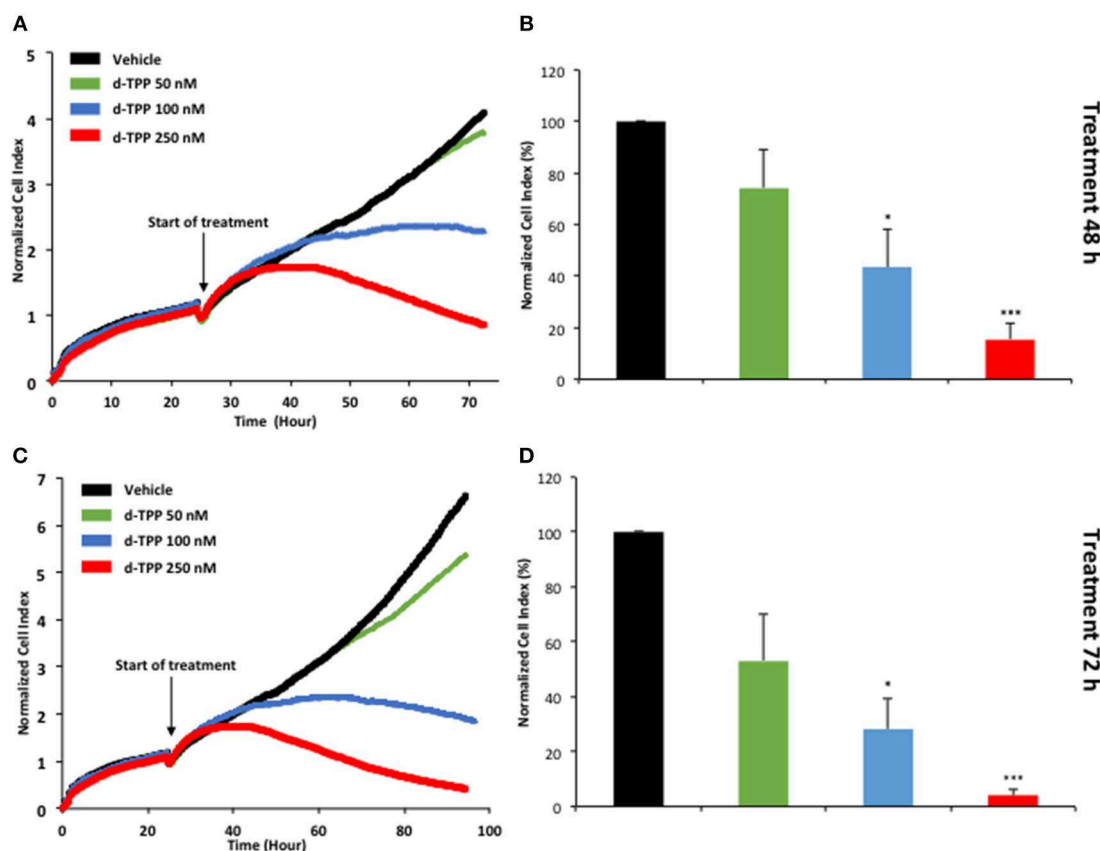 A
5
4
3
2
1
0
Normalized Cell Index
Vehicle
d-TPP 50 nM
d-TPP 100 nM
d-TPP 250 nM
Start of treatment
0 10 20 30 40 50 60 70
Time (Hour)
B
120
100
80
60
40
20
0
Normalized Cell Index (%)
*
***
Treatment 48 h
C
7
6
5
4
3
2
1
0
Normalized Cell Index
Vehicle
d-TPP 50 nM
d-TPP 100 nM
d-TPP 250 nM
Start of treatment
0 20 40 60 80 100
Time (Hour)
D
120
100
80
60
40
20
0
Normalized Cell Index (%)
*
***
Treatment 72 h